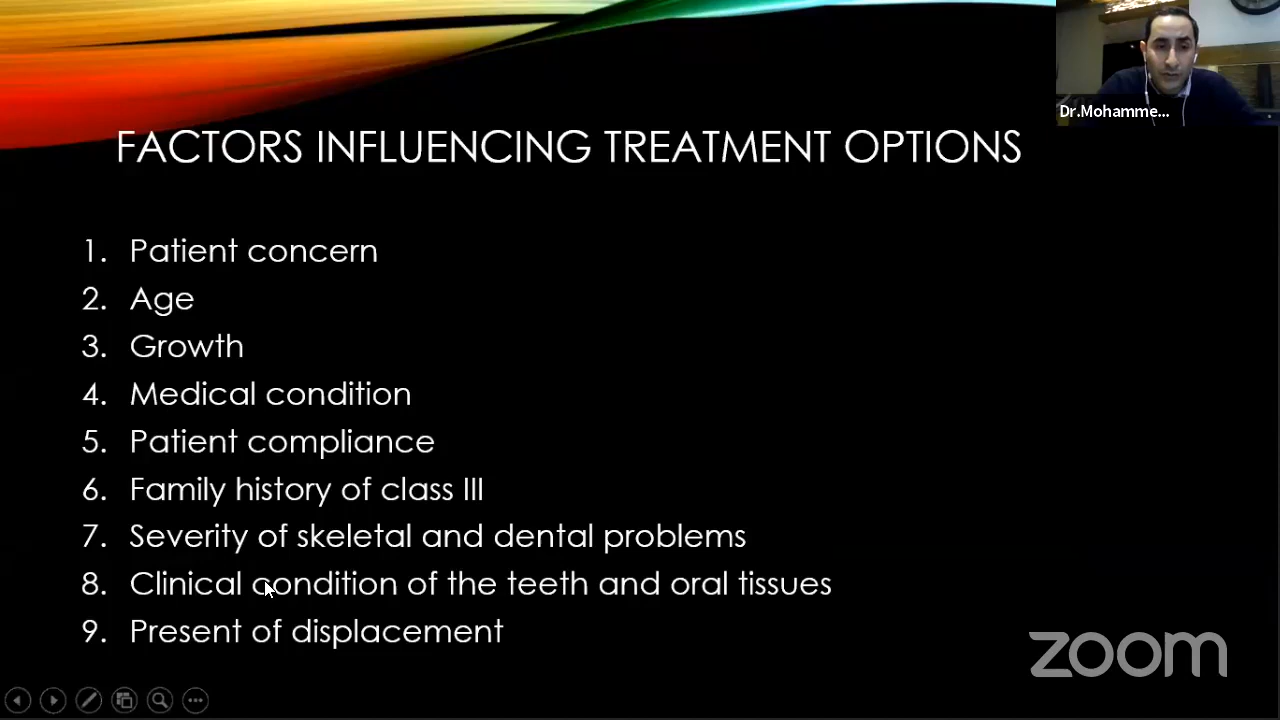 Dr.Mohamme...
FACTORS INFLUENCING TREATMENT OPTIONS
1. Patient concern
2. Age
3. Growth
4. Medical condition
5. Patient compliance
6. Family history of class III
7. Severity of skeletal and dental problems
8. Clinical condition of the teeth and oral tissues
9. Present of displacement
zoom